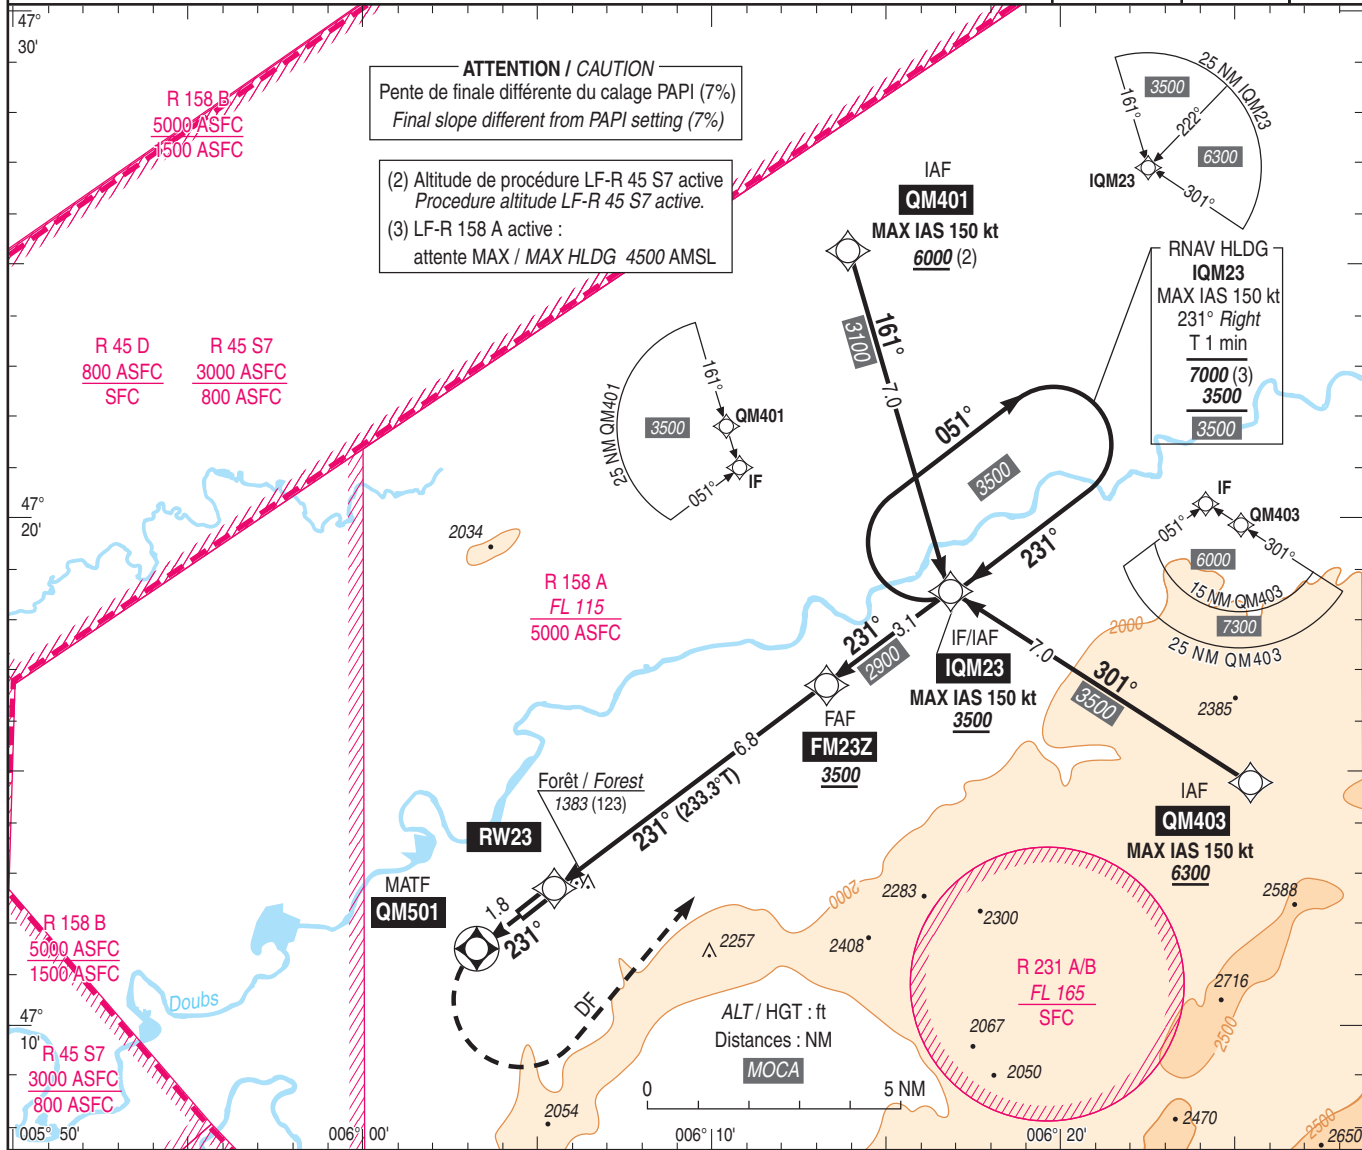 47°
30'
R 158 B
5000 ASFC
1500 ASFC
ATTENTION / CAUTION
Pente de finale différente du calage PAPI (7%)
Final slope different from PAPI setting (7%)
(2) Altitude de procédure LF-R 45 S7 active
Procedure altitude LF-R 45 S7 active.
(3) LF-R 158 A active :
attente MAX / MAX HLDG 4500 AMSL
IAF
QM401
MAX IAS 150 kt
6000 (2)
25 NM IQM23
3500
161°
222°
6300
IQM23
301°
RNAV HLDG
IQM23
MAX IAS 150 kt
231° Right
T 1 min
7000 (3)
3500
3500
R 45 D
800 ASFC
SFC
R 45 S7
3000 ASFC
800 ASFC
25 NM QM401
161°
3500
QM401
IF
051°
161°
3100
7.0
051°
3500
231°
IF
QM403
051°
301°
6000
15 NM QM403
7300
25 NM QM403
47°
20'
2034
R 158 A
FL 115
5000 ASFC
231°
3.1
2900
IF/IAF
IQM23
MAX IAS 150 kt
3500
7.0
301°
3500
2000
2385
FAF
FM23Z
3500
6.8
231° (233.3°T)
Forêt / Forest
1383 (123)
RW23
IAF
QM403
MAX IAS 150 kt
6300
MATF
QM501
1.8
231°
2000
2283
2300
2588
2257
2408
R 158 B
5000 ASFC
1500 ASFC
Doubs
DF
R 231 A/B
FL 165
SFC
2716
2500
ALT / HGT : ft
Distances : NM
MOCA
2067
2050
47°
10'
R 45 S7
3000 ASFC
800 ASFC
0
5 NM
2054
2470
2500
2650
005° 50'
006° 00'
006° 10'
006° 20'